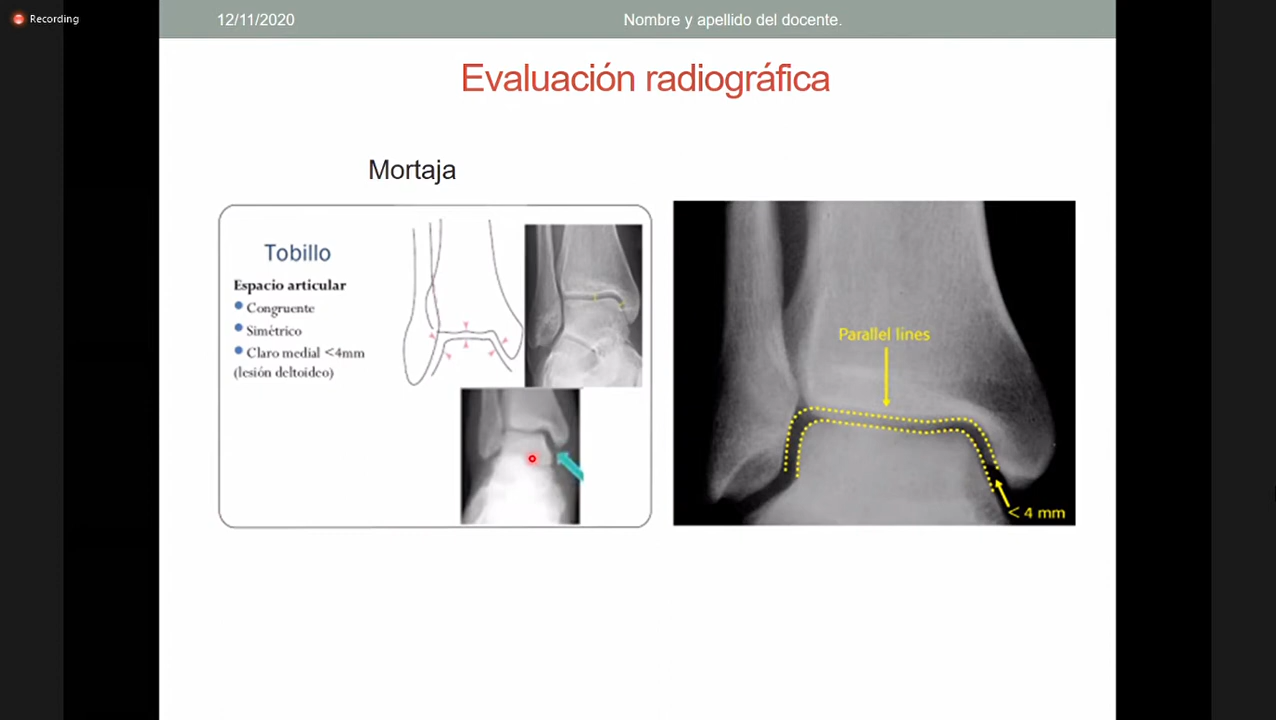 Recording
12/11/2020
Nombre y apellido del docente.
Evaluación radiográfica
Mortaja
Tobillo
Espacio articular
Congruente
Simétrico
Claro medial <4mm
(lesión deltoideo)
Parallel lines
< 4 mm